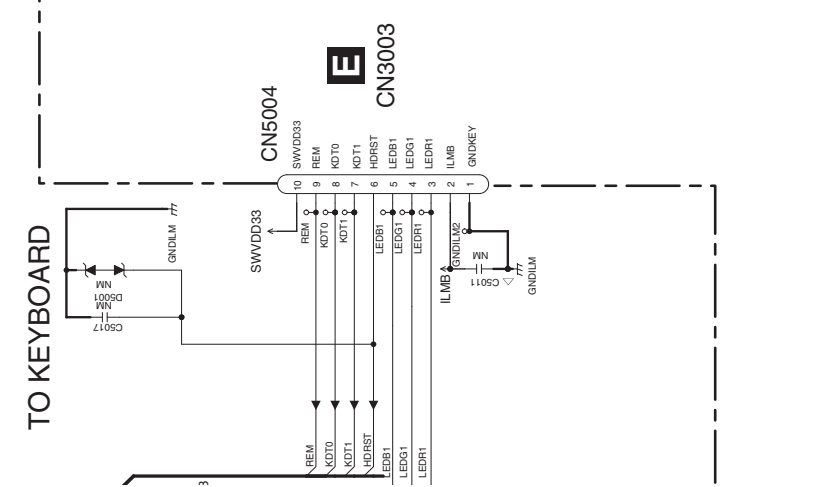 TO KEYBOARD
CN5004
E
CN3003
SWVDD33
REM
KDT0
KDT1
HDRST
LEDB1
LEDG1
LEDR1
ILMB
GNDKEY
10
9
8
7
6
5
4
3
2
1
GNDILM
NM
D5001
NM
C5017
SWVDD33
REM
KDT0
KDT1
LEDB1
LEDG1
LEDR1
GNDILM2
ILMB
NM
C5011
GNDILM
REM
KDT0
KDT1
HDRST
LEDB1
LEDG1
LEDR1